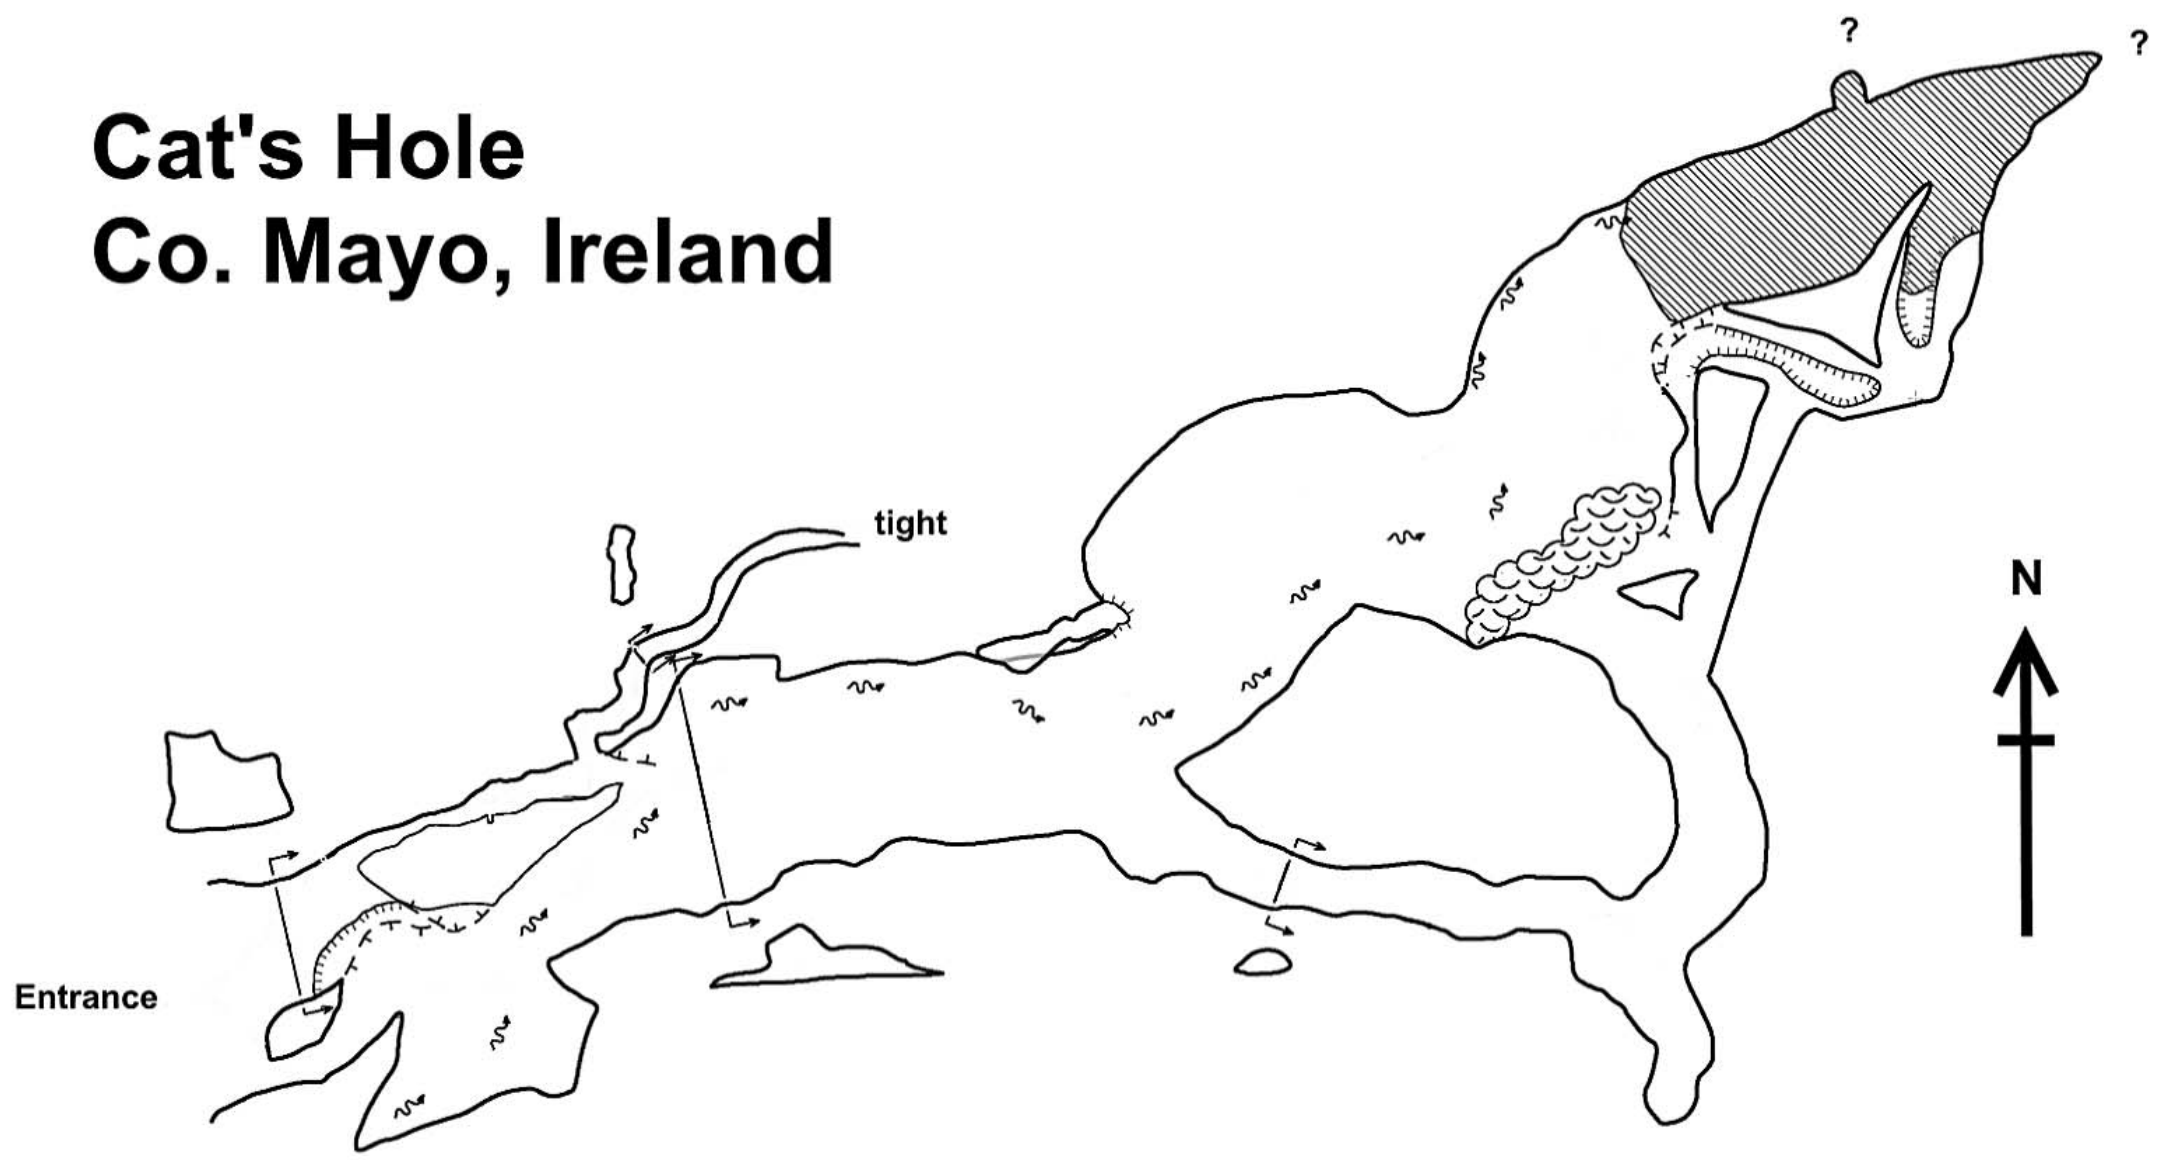 Cat's Hole
Co. Mayo, Ireland
? ?
tight
N
Entrance